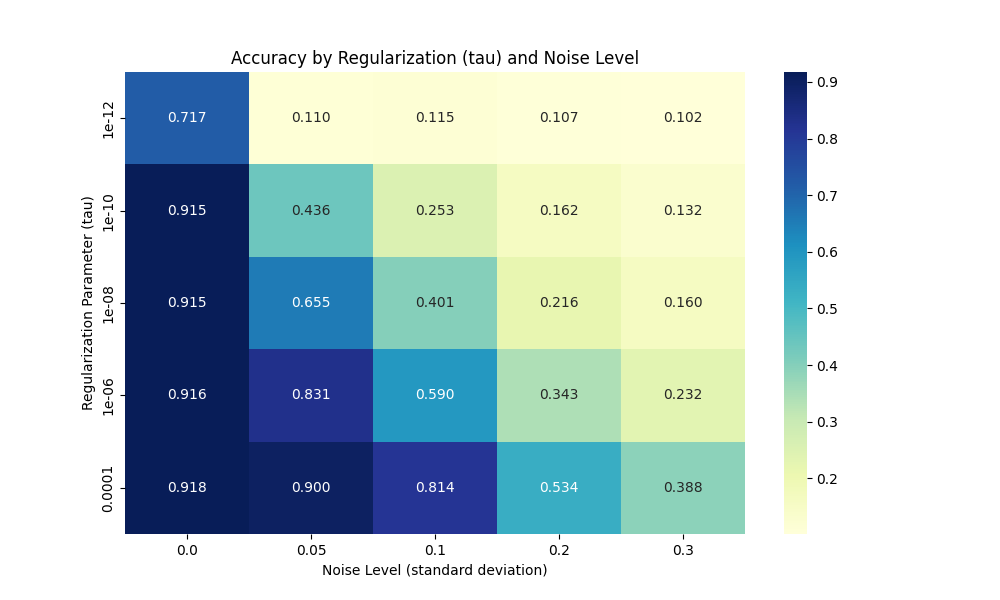 Accuracy by Regularization (tau) and Noise Level
Regularization Parameter (tau)
1e-12 0.717 0.110 0.115 0.107 0.102
1e-10 0.915 0.436 0.253 0.162 0.132
1e-08 0.915 0.655 0.401 0.216 0.160
1e-06 0.916 0.831 0.590 0.343 0.232
0.0001 0.918 0.900 0.814 0.534 0.388
0.0 0.05 0.1 0.2 0.3
Noise Level (standard deviation)
0.9
0.8
0.7
0.6
0.5
0.4
0.3
0.2